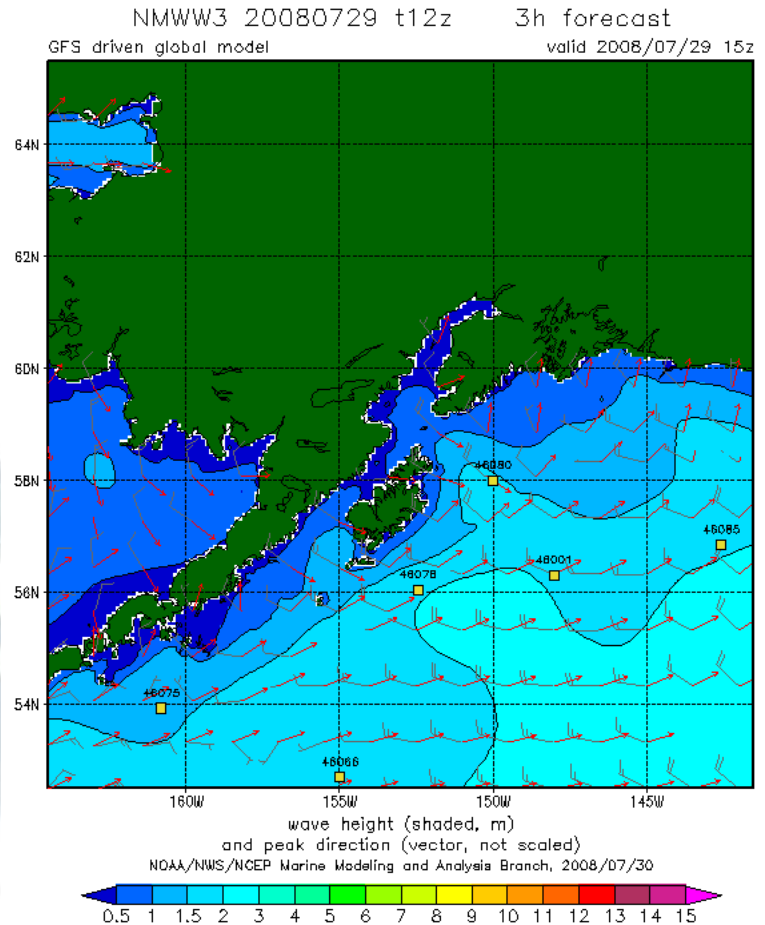 NMWW3 20080729 t12z 3h forecast
GFS driven global model valid 2008/07/29 15z
64N
62N
60N
58N
56N
54N
46080
46085
46001
46078
46075
46066
160W 155W 150W 145W
wave height (shaded, m)
and peak direction (vector, not scaled)
NOAA/NWS/NCEP Marine Modeling and Analysis Branch, 2008/07/30
0.5 1 1.5 2 3 4 5 6 7 8 9 10 11 12 13 14 15